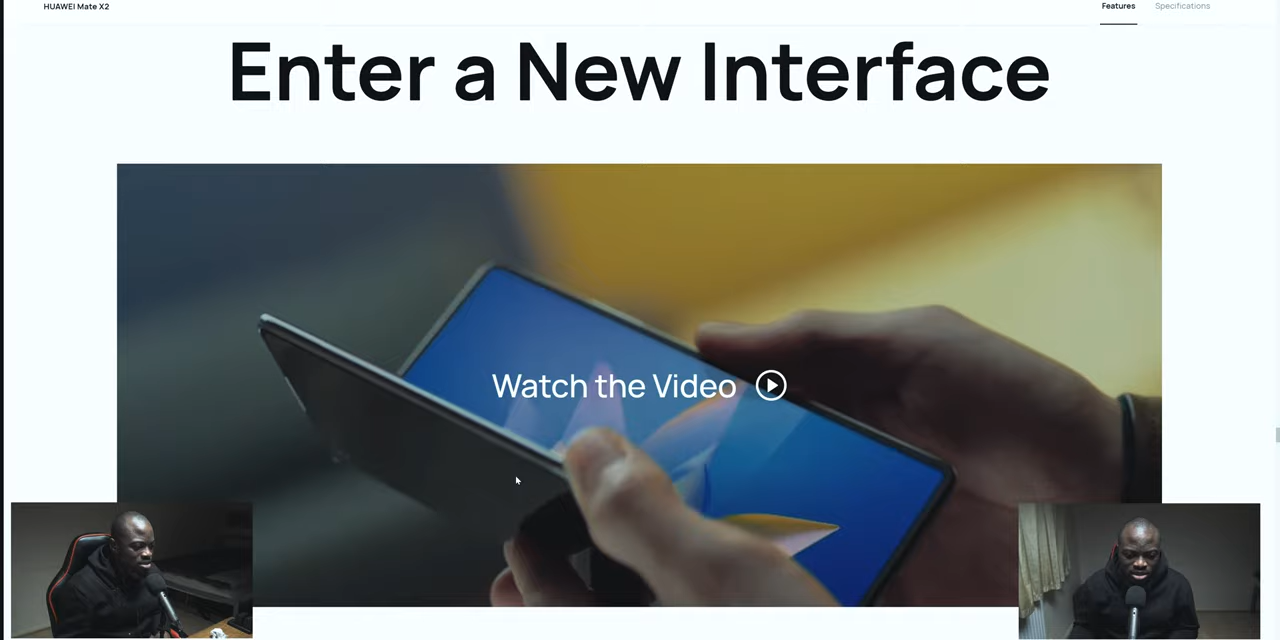 HUAWEI Mate X2
Features
Specifications
Enter a New Interface
Watch the Video